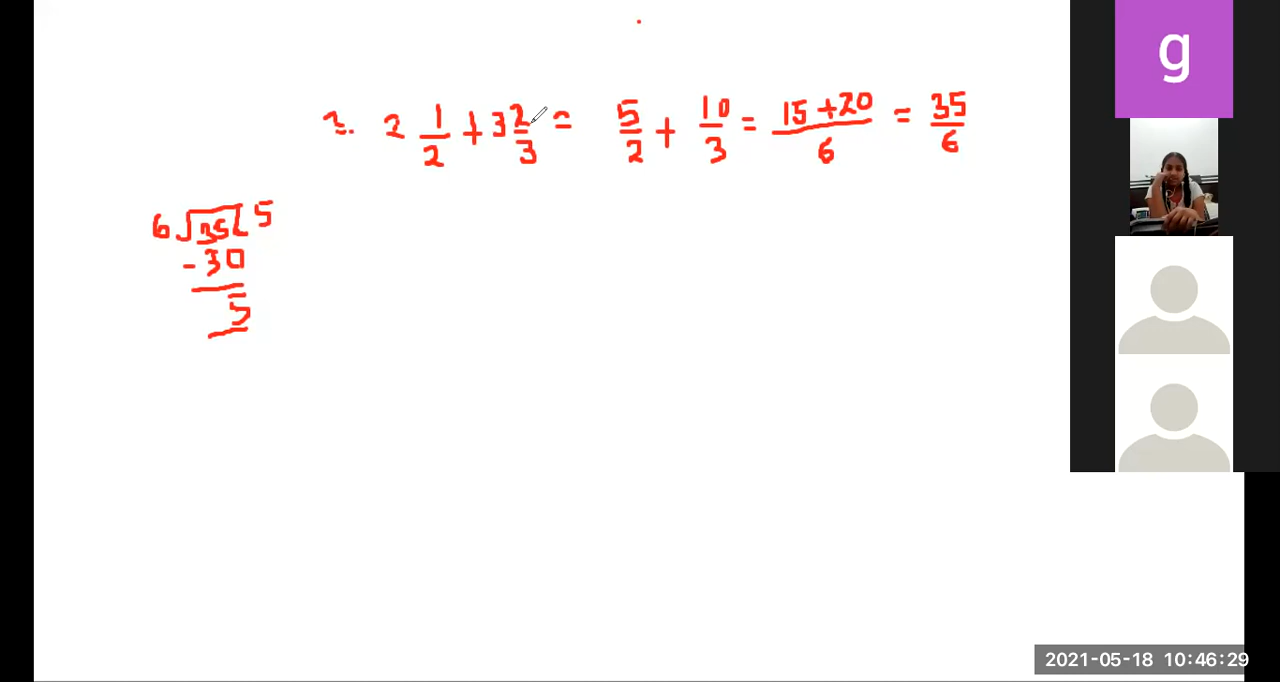 g
2. 2 1/2 + 3 2/3 = 5/2 + 10/3 = 15+20/6 = 35/6
6 35 5
-30
5
2021-05-18 10:46:29